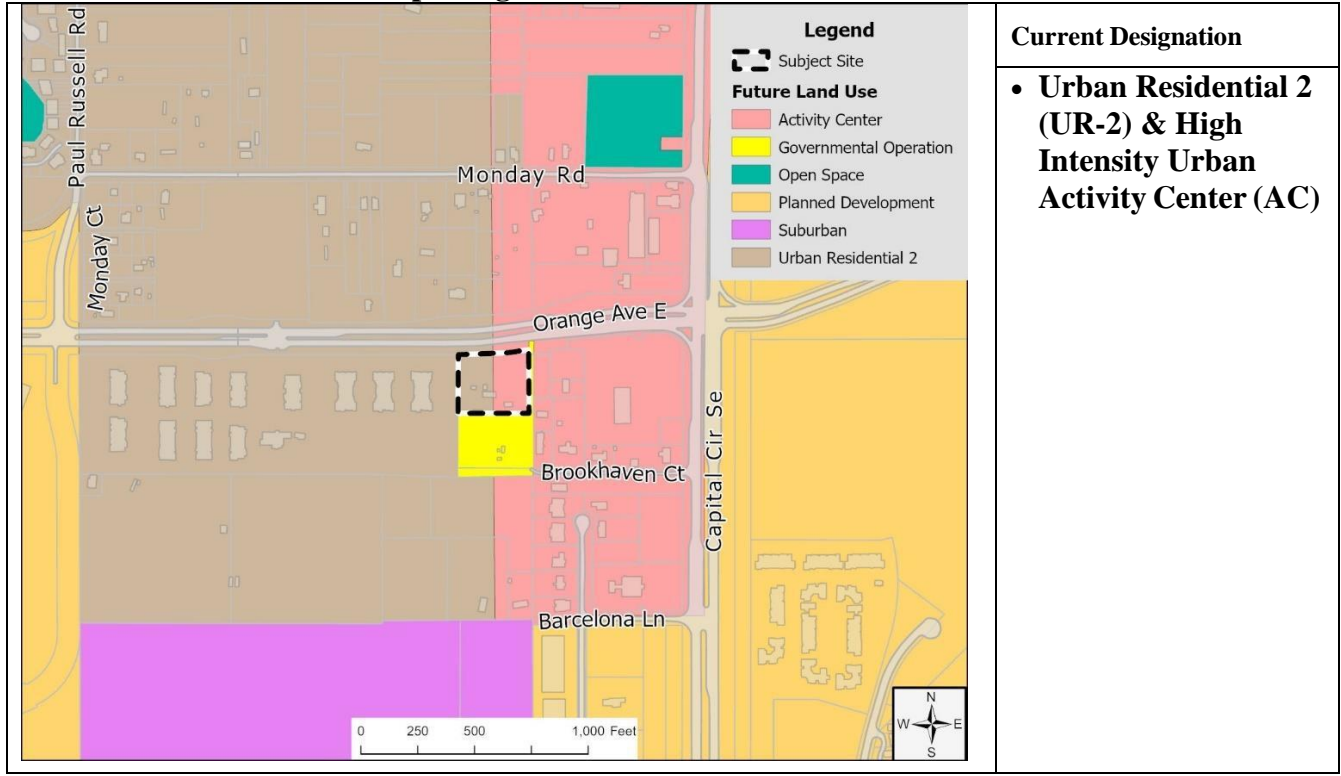 Legend
Subject Site
Future Land Use
Activity Center
Governmental Operation
Open Space
Planned Development
Suburban
Urban Residential 2
Paul Russell Rd
Monday Rd
Monday Ct
Orange Ave E
Capital Cir Se
Brookhaven Ct
Barcelona Ln
0 250 500 1,000 Feet
N
W E
S
Current Designation
• Urban Residential 2
(UR-2) & High
Intensity Urban
Activity Center (AC)